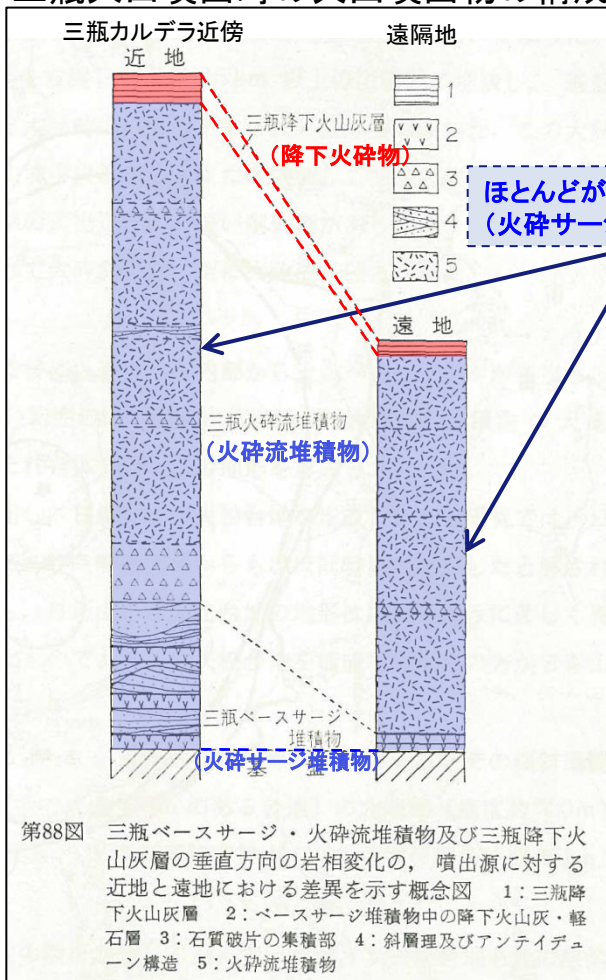 三瓶カルデラ近傍
近 地
遠隔地
三瓶降下火山灰層
(降下火砕物)
1
2
3
4
5
ほとんどが
(火砕サー
遠 地
三瓶火砕流堆積物
(火砕流堆積物)
三瓶ベースサージ
堆積物
(火砕サージ堆積物)
基 盤
第88図 三瓶ベースサージ・火砕流堆積物及び三瓶降下火
山灰層の垂直方向の岩相変化の,噴出源に対する
近地と遠地における差異を示す概念図 1:三瓶降
下火山灰層 2:ベースサージ堆積物中の降下火山灰・軽
石層 3:石質破片の集積部 4:斜層理及びアンティデュ
ーン構造 5:火砕流堆積物